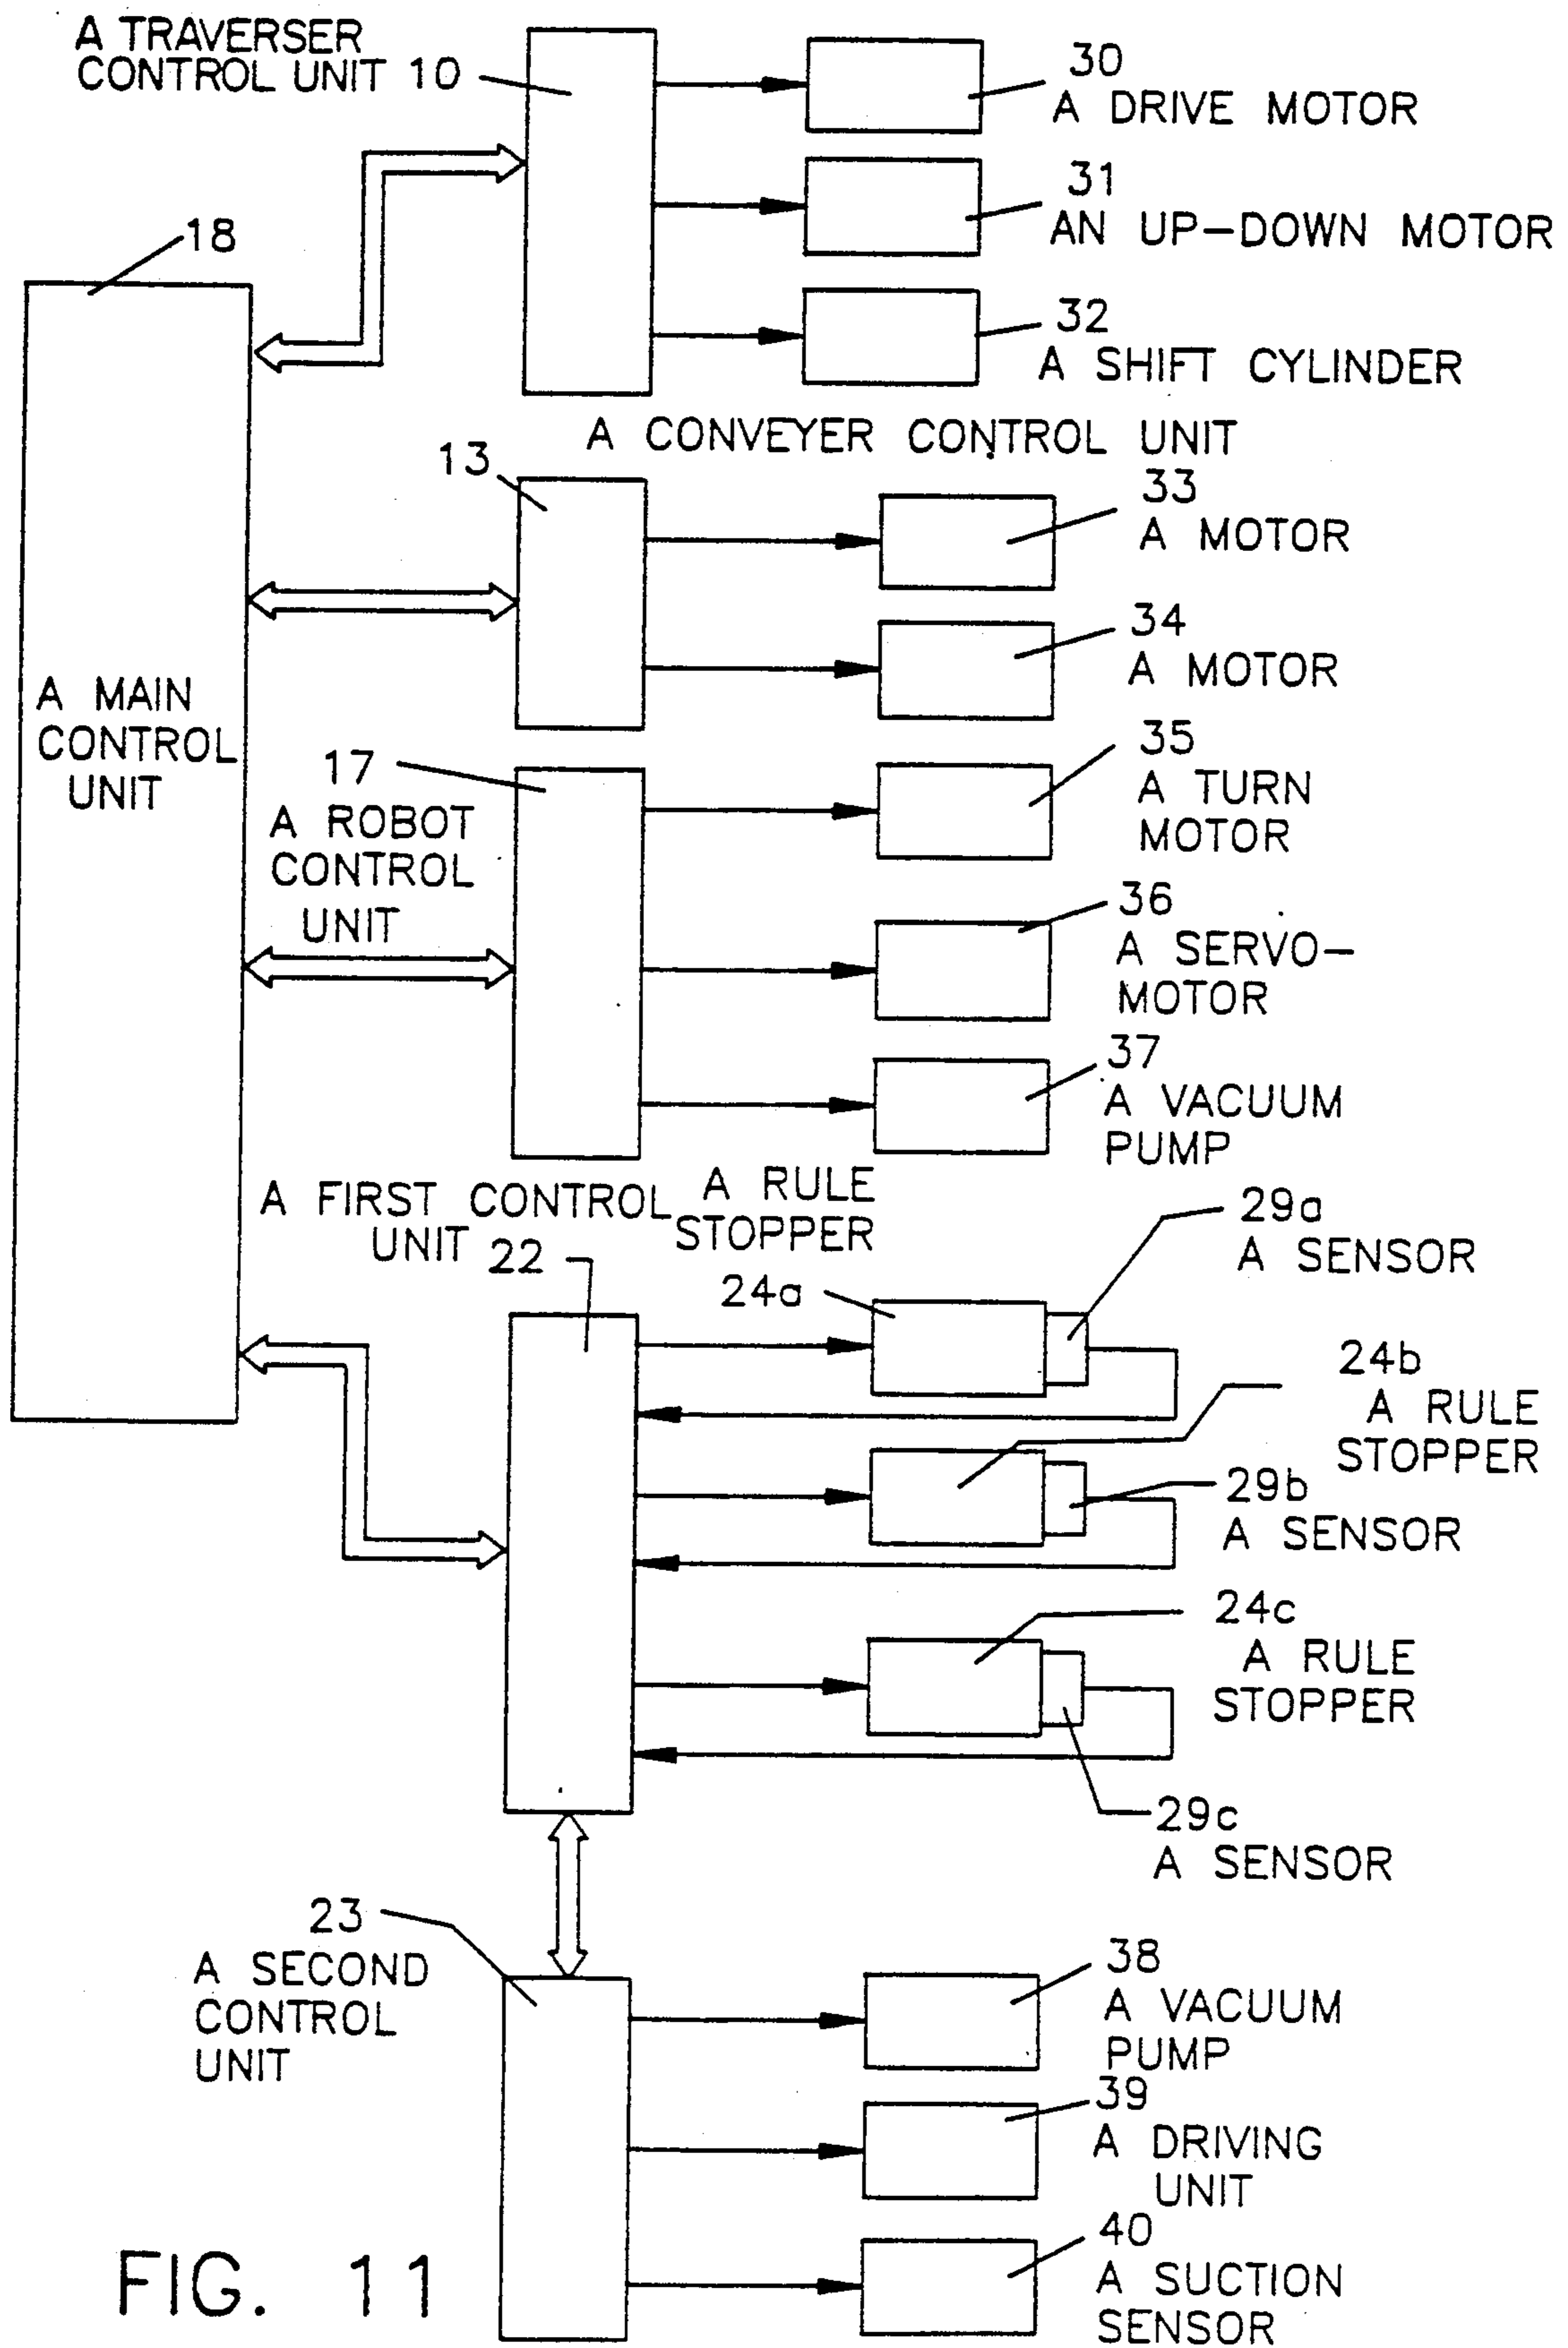 A TRAVERSER
CONTROL UNIT 10
30
A DRIVE MOTOR
31
AN UP-DOWN MOTOR
32
A SHIFT CYLINDER
18
A MAIN
CONTROL
UNIT
A CONVEYER CONTROL UNIT
13
33
A MOTOR
34
A MOTOR
17
A ROBOT
CONTROL
UNIT
35
A TURN
MOTOR
36
A SERVO-
MOTOR
37
A VACUUM
PUMP
A FIRST CONTROL
UNIT 22
A RULE
STOPPER
24a
29a
A SENSOR
24b
A RULE
STOPPER
29b
A SENSOR
24c
A RULE
STOPPER
29c
A SENSOR
23
A SECOND
CONTROL
UNIT
38
A VACUUM
PUMP
39
A DRIVING
UNIT
40
A SUCTION
SENSOR
FIG. 11